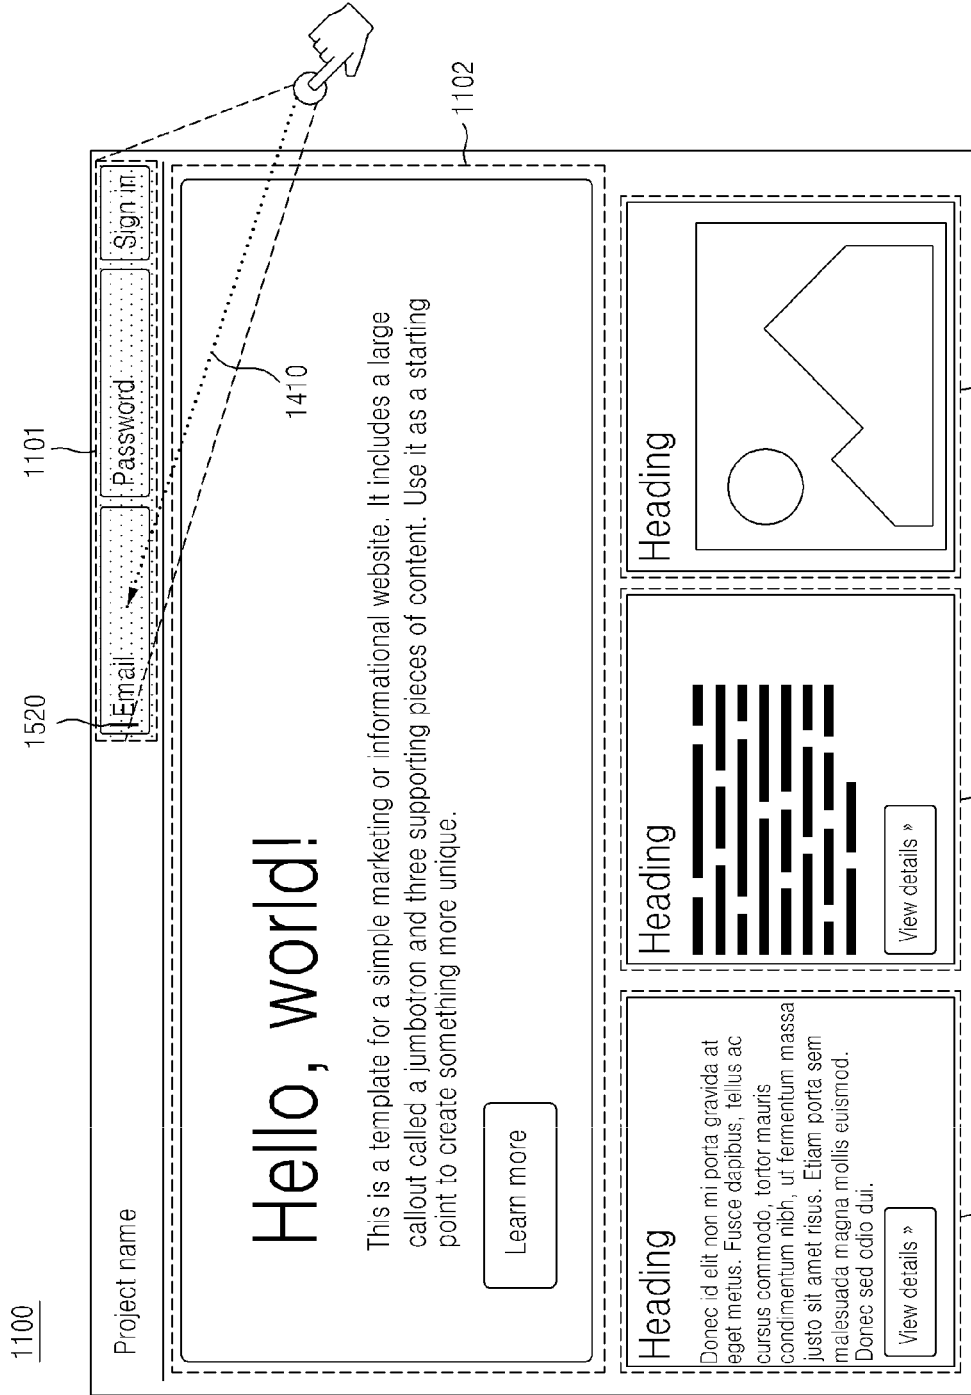 1100
1520
1101
Project name
Email
Password
Sign in
1410
1102
Hello, world!
This is a template for a simple marketing or informational website. It includes a large
callout called a jumbotron and three supporting pieces of content. Use it as a starting
point to create something more unique.
Learn more
Heading
Donec id elit non mi porta gravida at
eget metus. Fusce dapibus, tellus ac
cursus commodo, tortor mauris
condimentum nibh, ut fermentum massa
justo sit amet risus. Etiam porta sem
malesuada magna mollis euismod.
Donec sed odio dui.
View details »
Heading
View details »
Heading